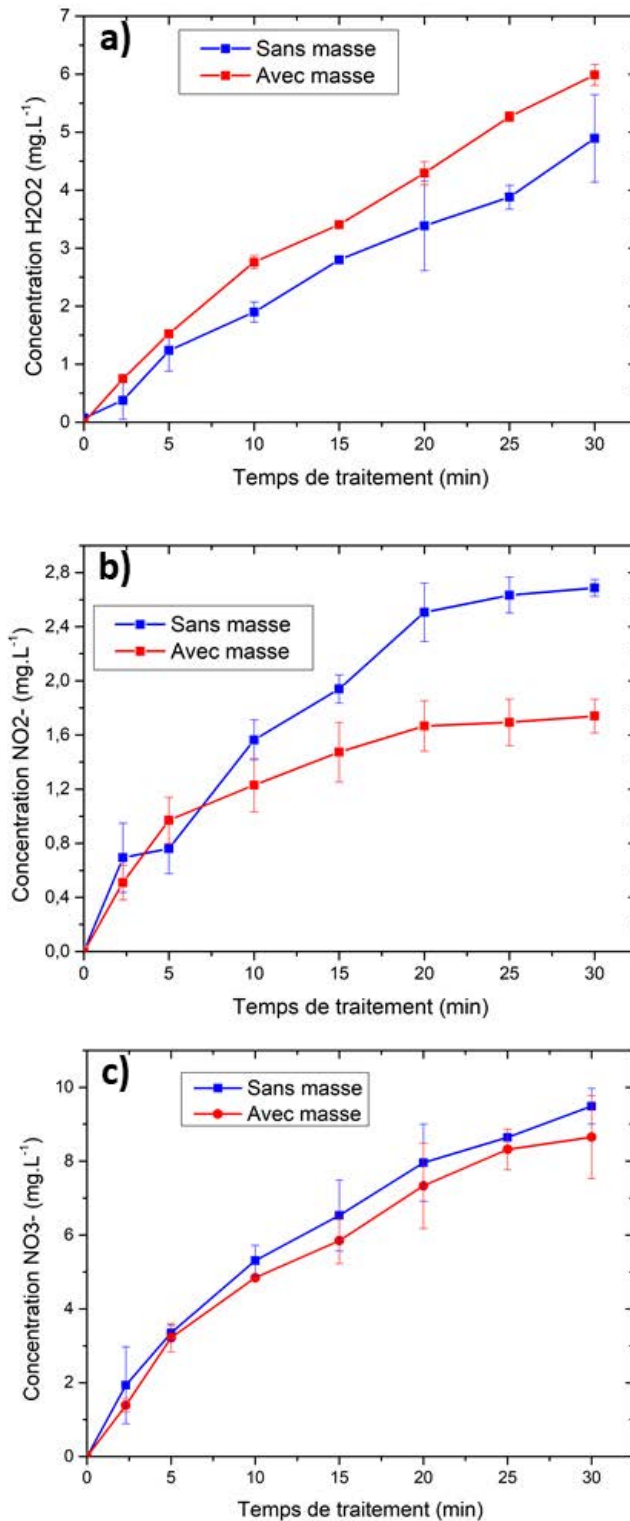 a)
Sans masse
Avec masse
Concentration H2O2 (mg.L⁻¹)
7
6
5
4
3
2
1
0
0 5 10 15 20 25 30
Temps de traitement (min)
b)
Sans masse
Avec masse
Concentration NO2- (mg.L⁻¹)
2,8
2,4
2,0
1,6
1,2
0,8
0,4
0,0
0 5 10 15 20 25 30
Temps de traitement (min)
c)
Sans masse
Avec masse
Concentration NO3- (mg.L⁻¹)
10
8
6
4
2
0
0 5 10 15 20 25 30
Temps de traitement (min)